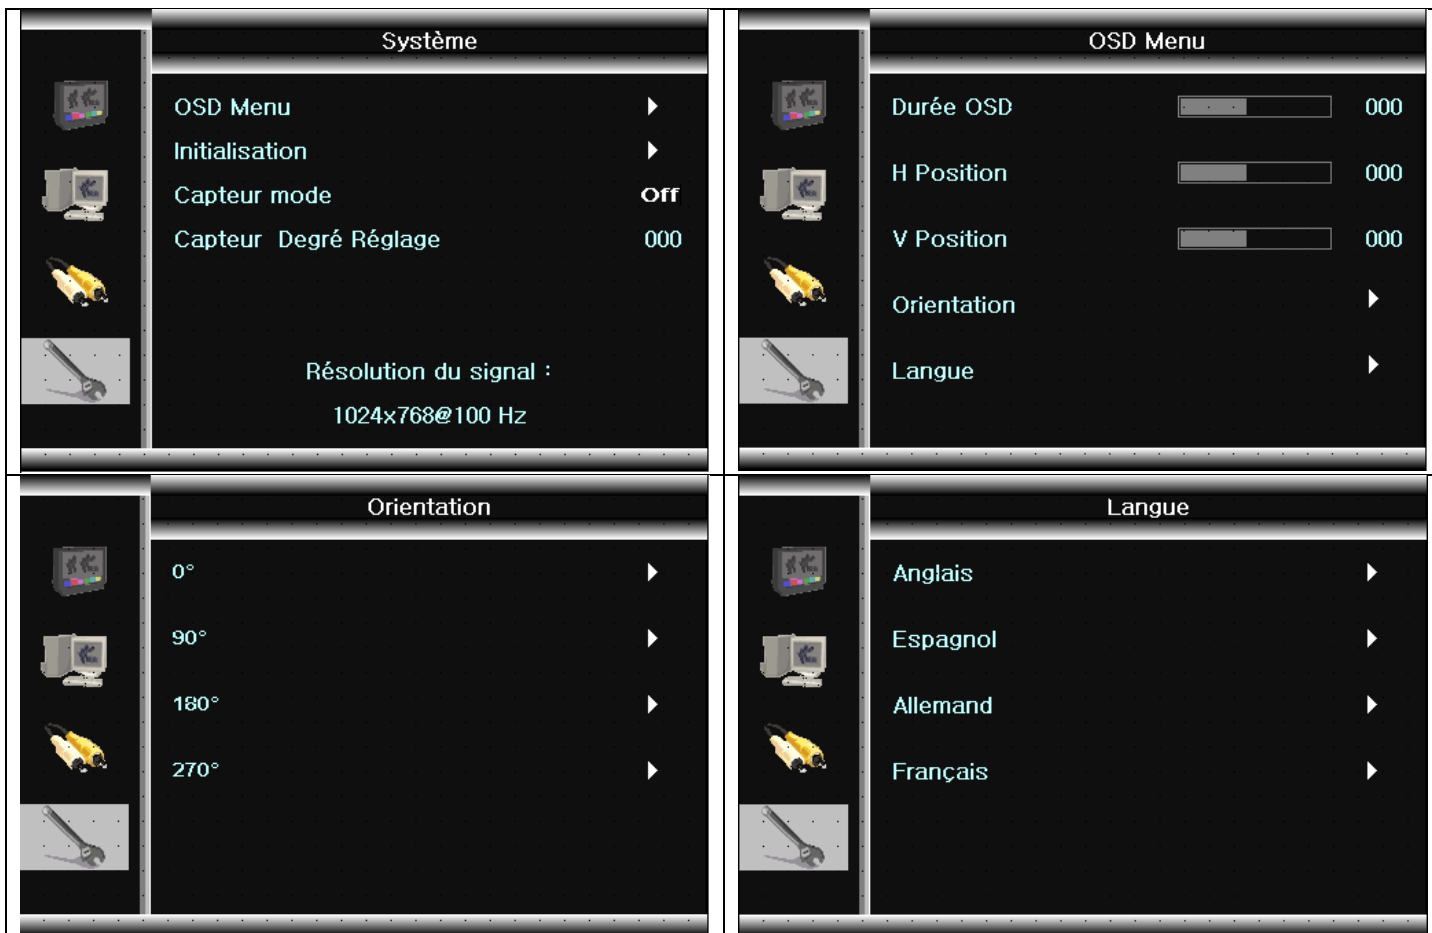 Système
OSD Menu
Initialisation
Capteur mode Off
Capteur Degré Réglage 000
Résolution du signal :
1024x768@100 Hz
OSD Menu
Durée OSD 000
H Position 000
V Position 000
Orientation
Langue
Orientation
0°
90°
180°
270°
Langue
Anglais
Espagnol
Allemand
Français